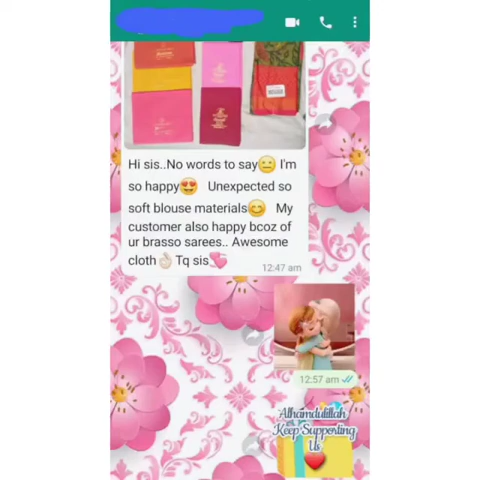 Hi sis..No words to say😑 I'm
so happy😍 Unexpected so
soft blouse materials😊 My
customer also happy bcoz of
ur brasso sarees.. Awesome
cloth👌🏻 Tq sis💞
12:47 am
12:57 am
Alhamdulillah
Keep Supporting
Us